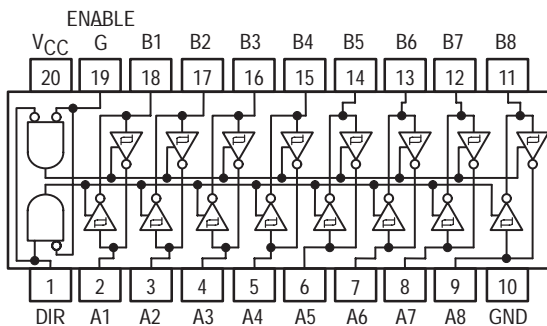 ENABLE
VCC G B1 B2 B3 B4 B5 B6 B7 B8
20 19 18 17 16 15 14 13 12 11
1 2 3 4 5 6 7 8 9 10
DIR A1 A2 A3 A4 A5 A6 A7 A8 GND